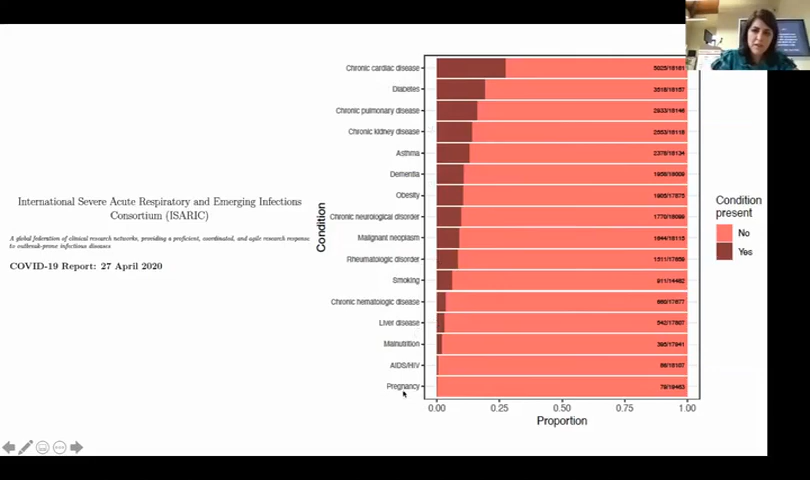 International Severe Acute Respiratory and Emerging Infections
Consortium (ISARIC)
A global federation of clinical research networks, providing a proficient, coordinated, and agile research response
to outbreak-prone infectious diseases
COVID-19 Report: 27 April 2020
Condition
Chronic cardiac disease
Diabetes
Chronic pulmonary disease
Chronic kidney disease
Asthma
Dementia
Obesity
Chronic neurological disorder
Malignant neoplasm
Rheumatologic disorder
Smoking
Chronic hematologic disease
Liver disease
Malnutrition
AIDS/HIV
Pregnancy
0.00 0.25 0.50 0.75 1.00
Proportion
Condition
present
No
Yes